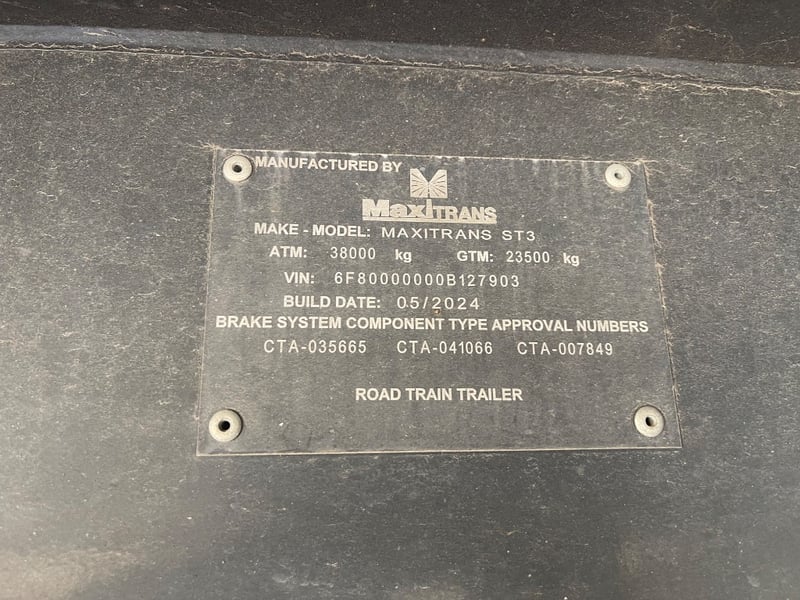 MANUFACTURED BY
MaxiTRANS
MAKE - MODEL: MAXITRANS ST3
ATM: 38000 kg GTM: 23500 kg
VIN: 6F80000000B127903
BUILD DATE: 05/2024
BRAKE SYSTEM COMPONENT TYPE APPROVAL NUMBERS
CTA-035665 CTA-041066 CTA-007849
ROAD TRAIN TRAILER